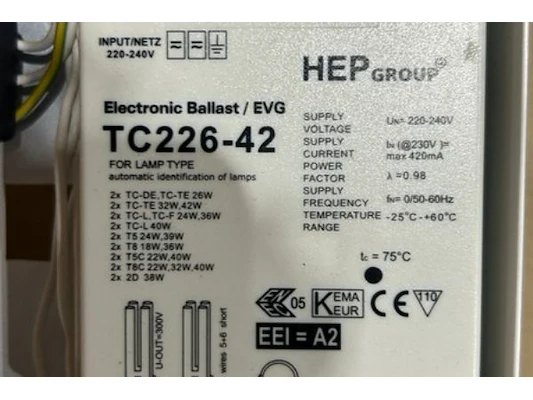 INPUT/NETZ
220-240V
HEP GROUP
Electronic Ballast / EVG
TC226-42
FOR LAMP TYPE
automatic identification of lamps
2x TC-DE,TC-TE 26W
2x TC-TE 32W,42W
2x TC-L,TC-F 24W,36W
2x TC-L 40W
2x T5 24W,39W
2x T8 18W,36W
2x T5C 22W,40W
2x T8C 22W,32W,40W
2x 2D 38W
SUPPLY VOLTAGE UN= 220-240V
SUPPLY CURRENT IN (@230V )= max 420mA
POWER FACTOR λ =0.98
SUPPLY FREQUENCY fN= 0/50-60Hz
TEMPERATURE RANGE -25°C -+60°C
tc = 75°C
05
KEMA
EUR
CE
110
EEI = A2
U-OUT=300V
wires 5+6 short